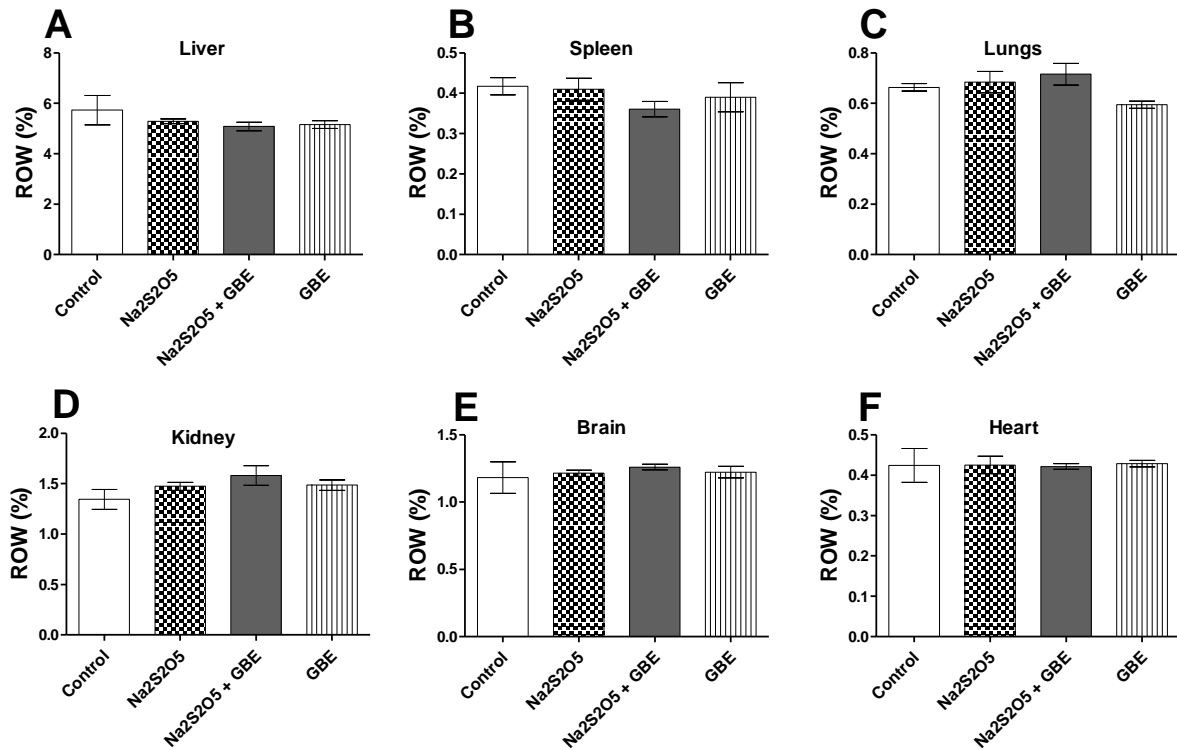 A
Liver
ROW (%)
8
6
4
2
0
Control
Na2S2O5
Na2S2O5 + GBE
GBE
B
Spleen
ROW (%)
0.5
0.4
0.3
0.2
0.1
0.0
Control
Na2S2O5
Na2S2O5 + GBE
GBE
C
Lungs
ROW (%)
0.8
0.6
0.4
0.2
0.0
Control
Na2S2O5
Na2S2O5 + GBE
GBE
D
Kidney
ROW (%)
2.0
1.5
1.0
0.5
0.0
Control
Na2S2O5
Na2S2O5 + GBE
GBE
E
Brain
ROW (%)
1.5
1.0
0.5
0.0
Control
Na2S2O5
Na2S2O5 + GBE
GBE
F
Heart
ROW (%)
0.5
0.4
0.3
0.2
0.1
0.0
Control
Na2S2O5
Na2S2O5 + GBE
GBE